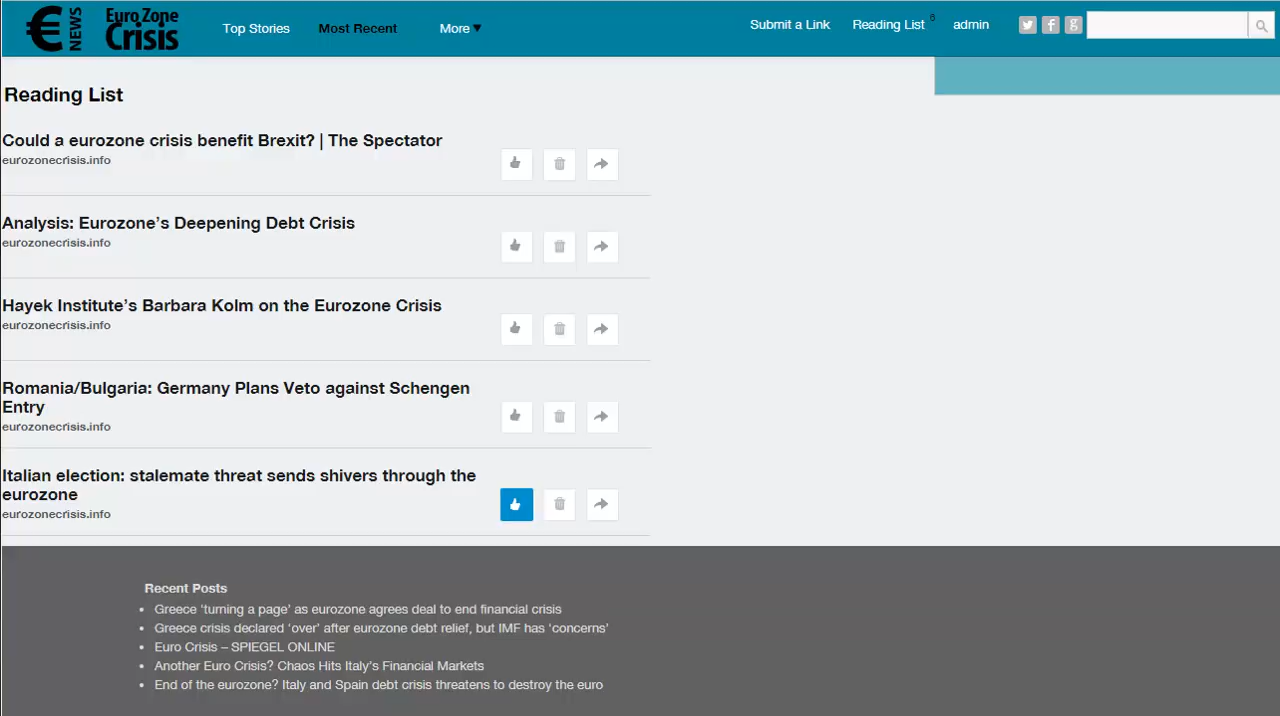 € NEWS
Euro Zone
Crisis
Top Stories
Most Recent
More ▼
Submit a Link
Reading List 6
admin
Reading List
Could a eurozone crisis benefit Brexit? | The Spectator
eurozonecrisis.info
Analysis: Eurozone’s Deepening Debt Crisis
eurozonecrisis.info
Hayek Institute’s Barbara Kolm on the Eurozone Crisis
eurozonecrisis.info
Romania/Bulgaria: Germany Plans Veto against Schengen
Entry
eurozonecrisis.info
Italian election: stalemate threat sends shivers through the
eurozone
eurozonecrisis.info
Recent Posts
• Greece ‘turning a page’ as eurozone agrees deal to end financial crisis
• Greece crisis declared ‘over’ after eurozone debt relief, but IMF has ‘concerns’
• Euro Crisis – SPIEGEL ONLINE
• Another Euro Crisis? Chaos Hits Italy’s Financial Markets
• End of the eurozone? Italy and Spain debt crisis threatens to destroy the euro